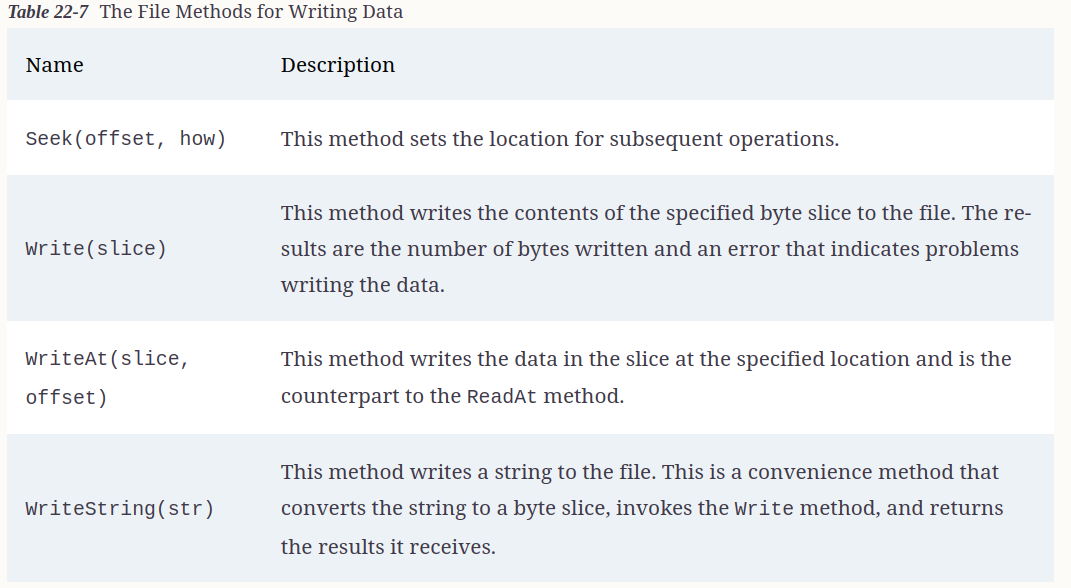 Table 22-7 The File Methods for Writing Data
Name Description
Seek(offset, how) This method sets the location for subsequent operations.
This method writes the contents of the specified byte slice to the file. The re-
Write(slice) sults are the number of bytes written and an error that indicates problems
writing the data.
WriteAt(slice, This method writes the data in the slice at the specified location and is the
offset) counterpart to the ReadAt method.
This method writes a string to the file. This is a convenience method that
WriteString(str) converts the string to a byte slice, invokes the Write method, and returns
the results it receives.